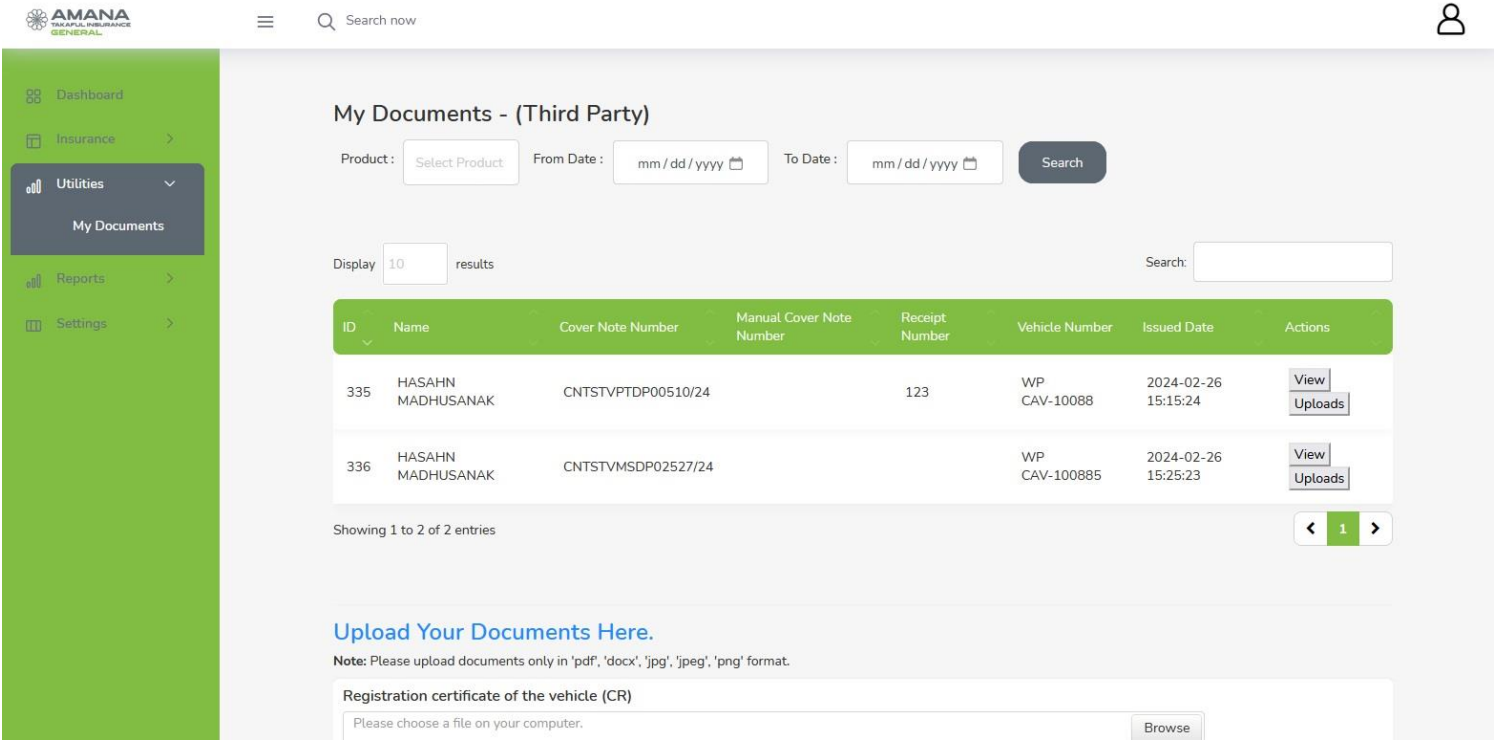 AMANA
TAKAFUL INSURANCE
GENERAL
Search now
Dashboard
Insurance
Utilities
My Documents
Reports
Settings
My Documents - (Third Party)
Product : Select Product From Date : mm / dd / yyyy To Date : mm / dd / yyyy Search
Display 10 results Search:
ID Name Cover Note Number Manual Cover Note Number Receipt Number Vehicle Number Issued Date Actions
335 HASAHN MADHUSANAK CNTSTVPTDP00510/24 123 WP CAV-10088 2024-02-26 15:15:24 View Uploads
336 HASAHN MADHUSANAK CNTSTVMSDP02527/24 WP CAV-100885 2024-02-26 15:25:23 View Uploads
Showing 1 to 2 of 2 entries 1
Upload Your Documents Here.
Note: Please upload documents only in 'pdf', 'docx', 'jpg', 'jpeg', 'png' format.
Registration certificate of the vehicle (CR)
Please choose a file on your computer. Browse